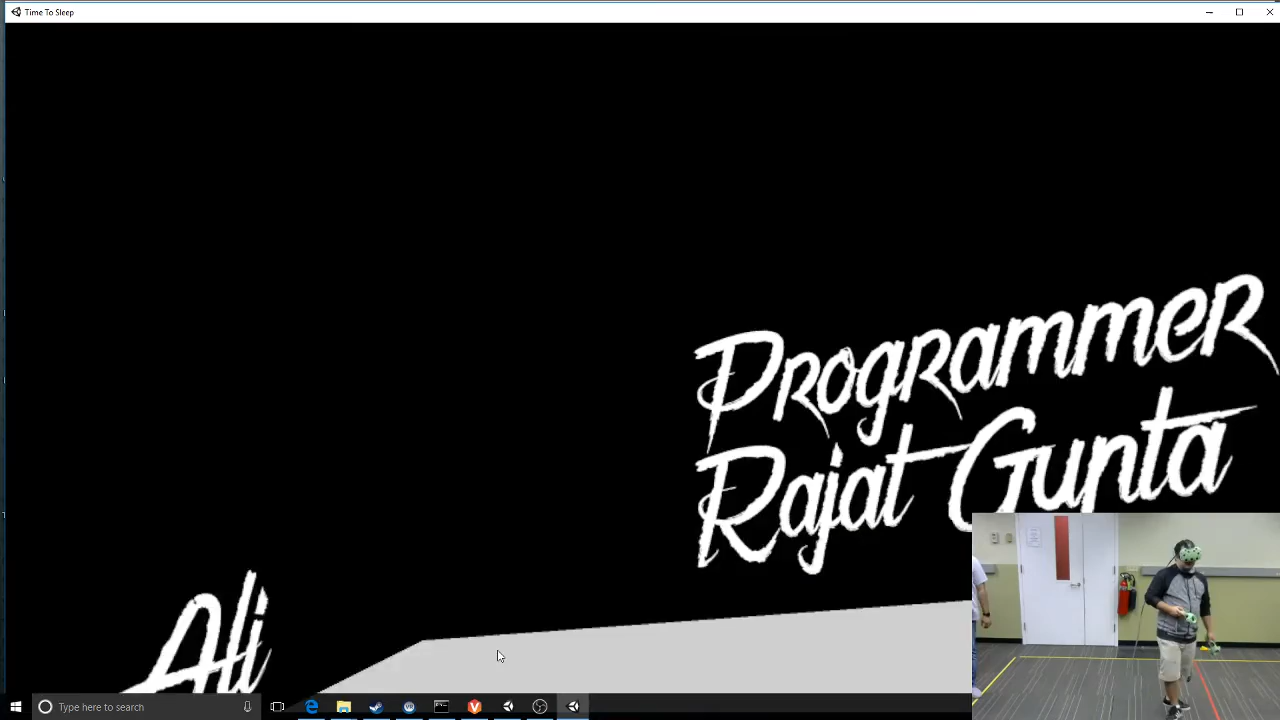 Time To Sleep
Programmer
Rajat Gunta
Ali
Type here to search